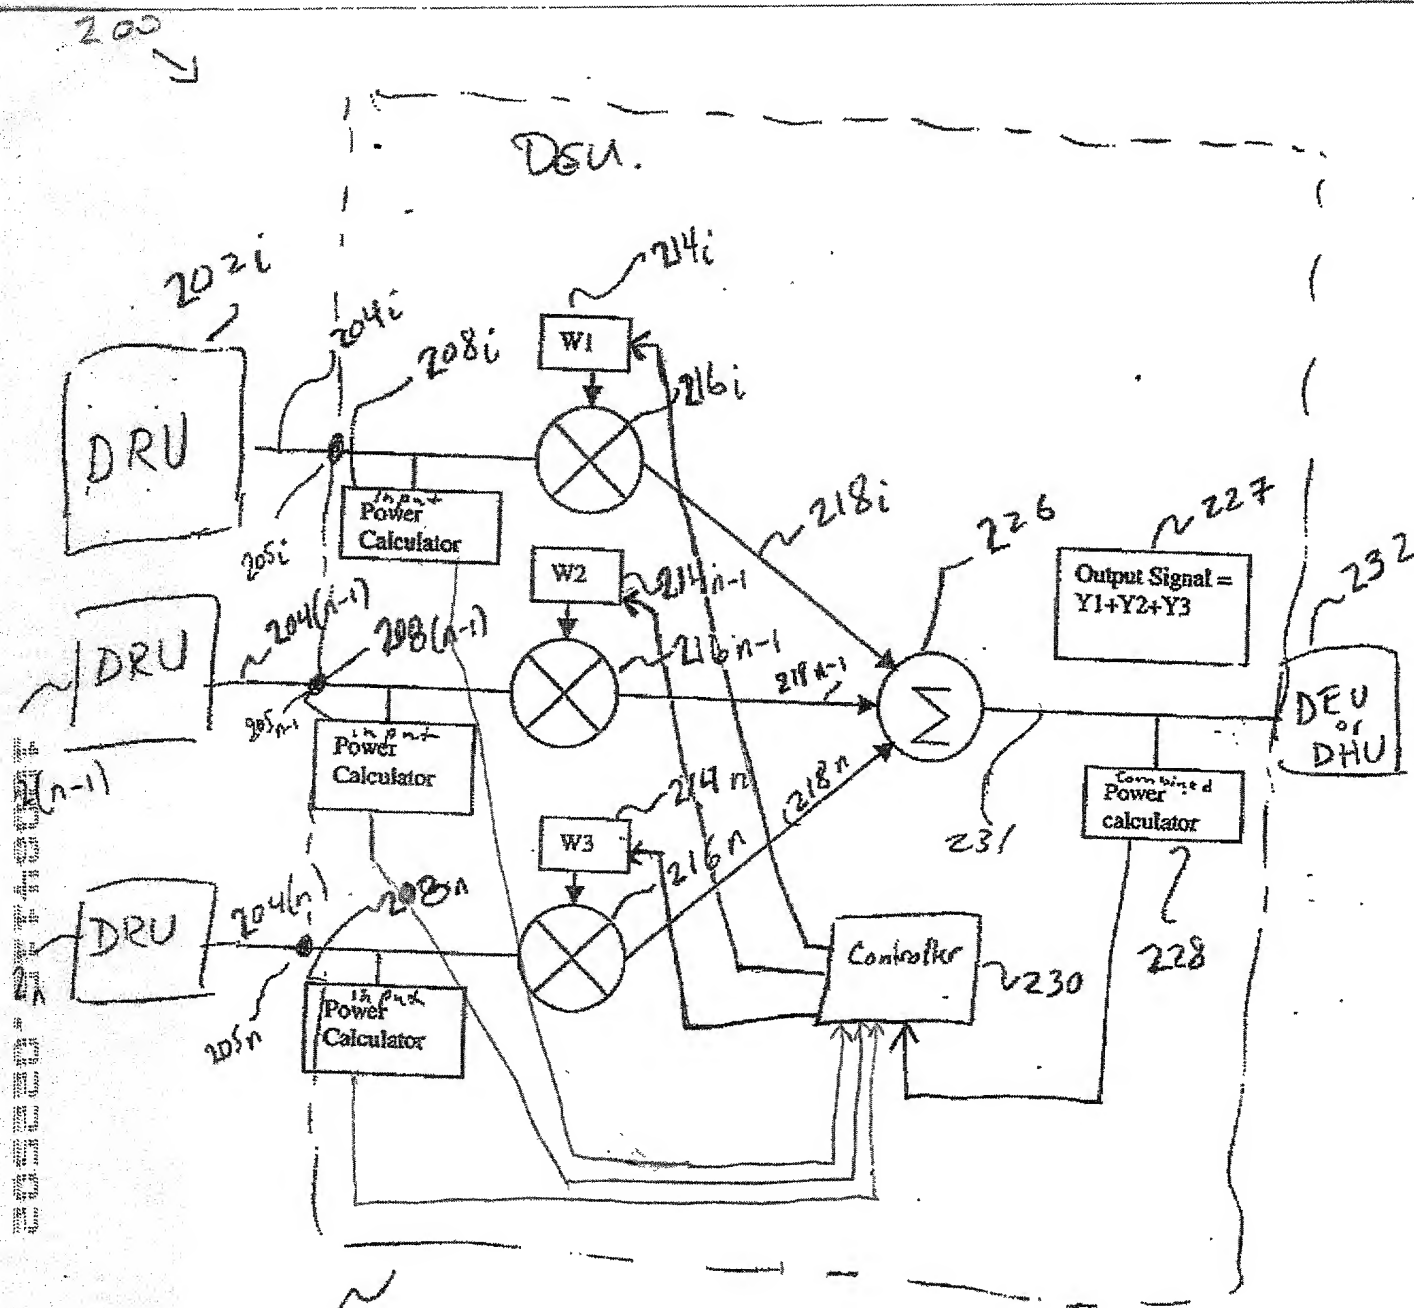 200
DEU.
202i
204i
208i
214i
W1
216i
DRU
205i
input
Power
Calculator
218i
226
227
Output Signal =
Y1+Y2+Y3
232
W2
214n-1
204(n-1)
208(n-1)
DRU
216n-1
218n-1
205n-1
Σ
DEU
or
DHU
input
Power
Calculator
(n-1)
231
Combined
Power
calculator
228
W3
214n
218n
216n
204(n)
208n
DRU
205n
input
Power
Calculator
Controller
230